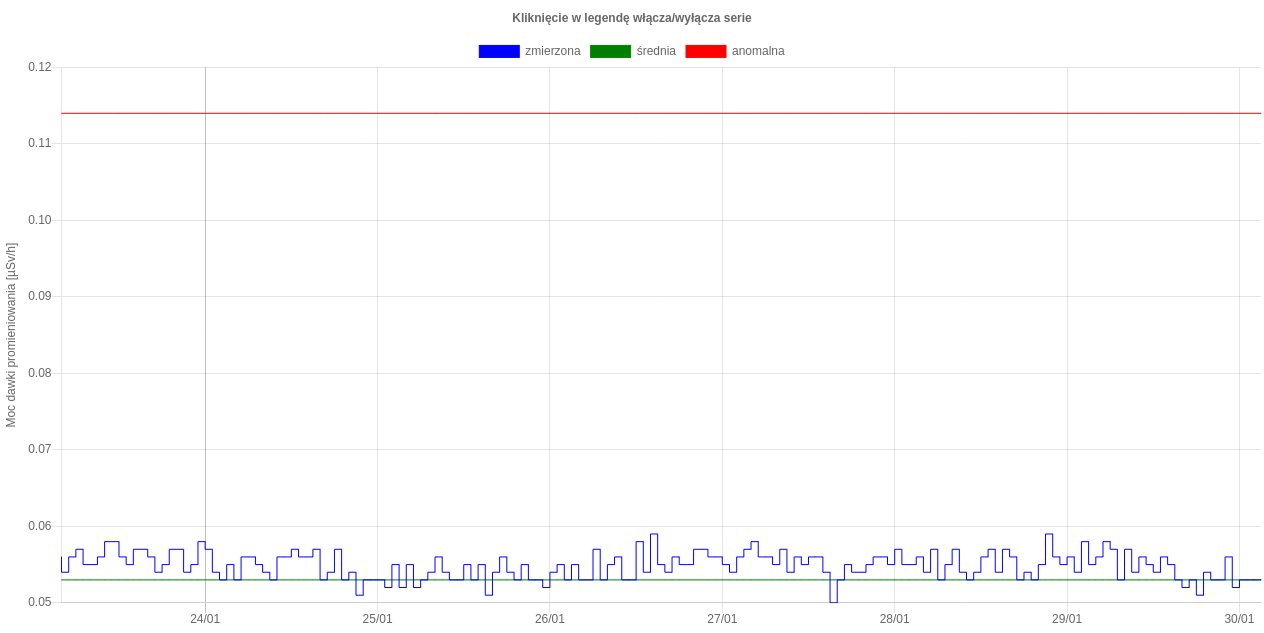 Kliknięcie w legendę włącza/wyłącza serie
zmierzona średnia anomalna
Moc dawki promieniowania [µSv/h]
0.12
0.11
0.10
0.09
0.08
0.07
0.06
0.05
24/01 25/01 26/01 27/01 28/01 29/01 30/01